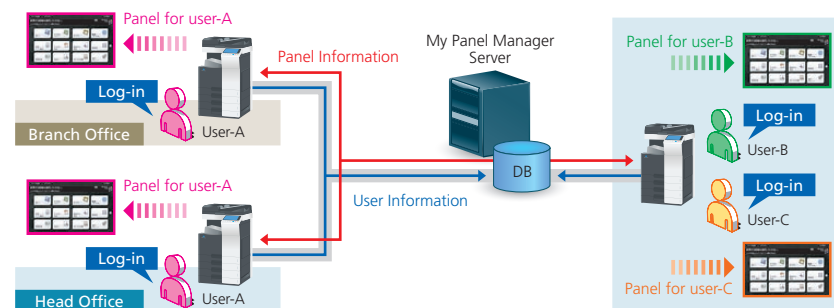 Panel for user-A
Log-in
User-A
Branch Office
Panel for user-A
Log-in
User-A
Head Office
Panel Information
My Panel Manager
Server
DB
User Information
Panel for user-B
Log-in
User-B
Log-in
User-C
Panel for user-C